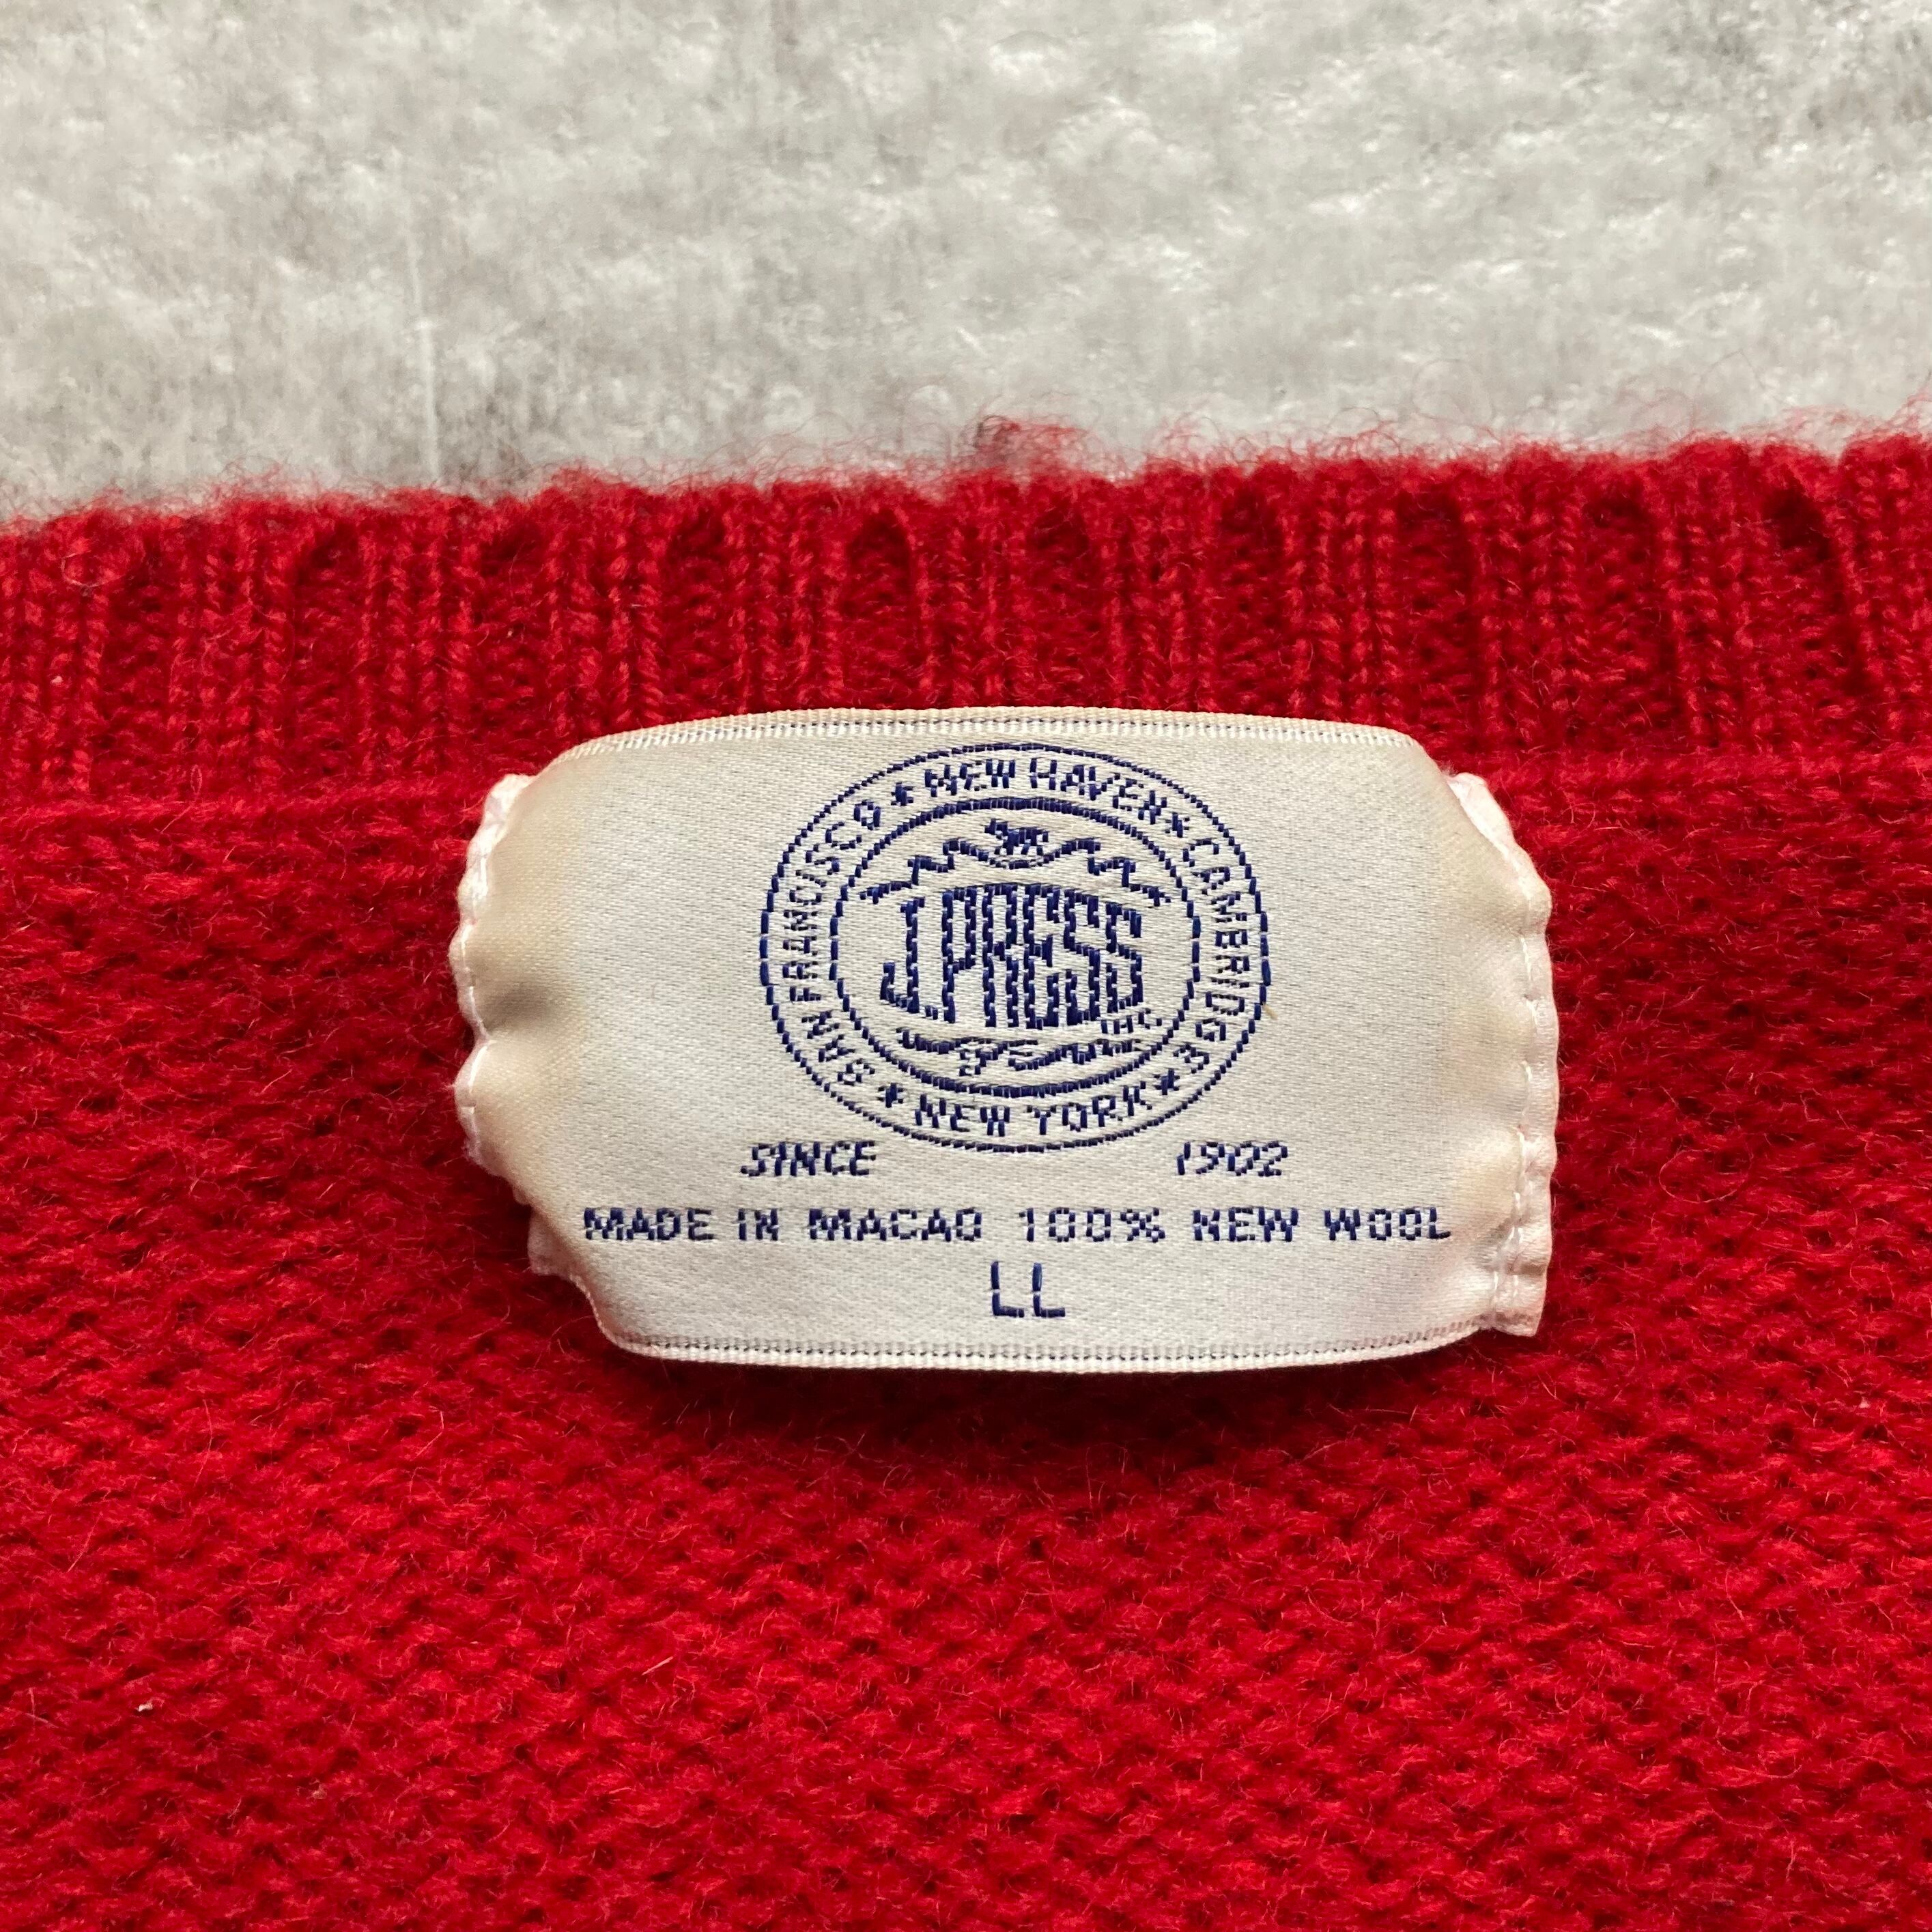 SAN FRANCISCO * NEW HAVEN * CAMBRIDGE * NEW YORK *
J.PRESS
INC
SINCE 1902
MADE IN MACAO 100% NEW WOOL
LL